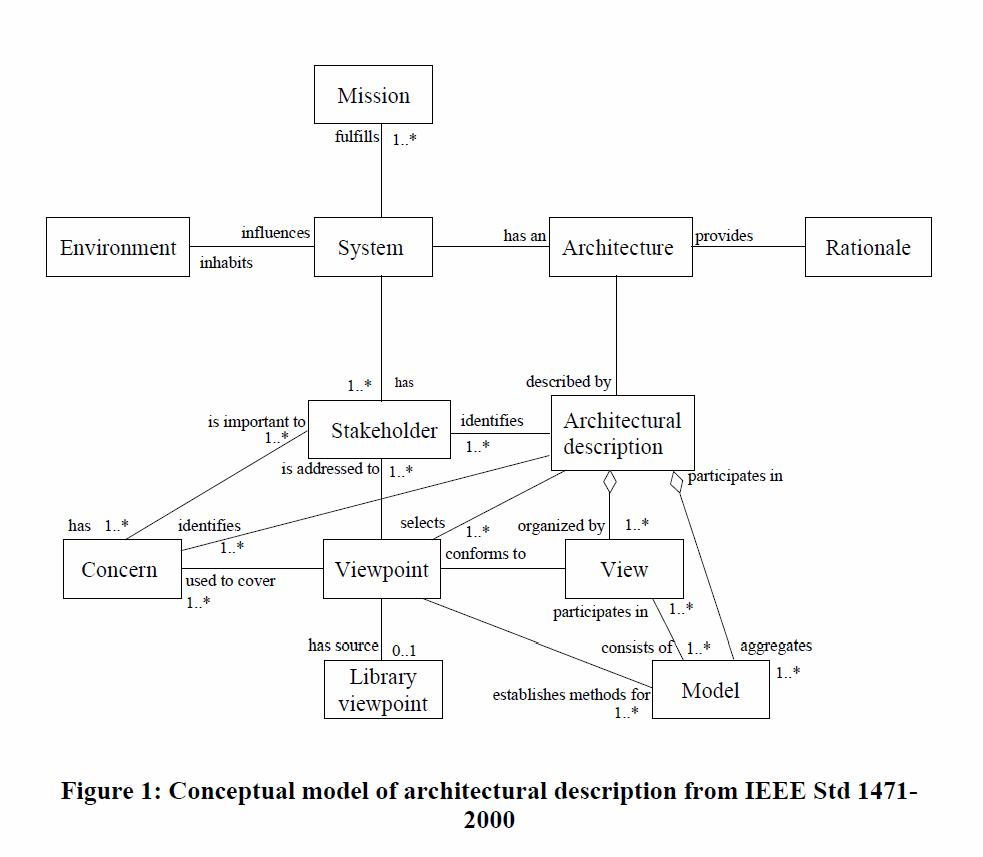 Mission
fulfills 1..*
Environment
influences
inhabits
System
has an
Architecture
provides
Rationale
1..* has
described by
is important to
1..*
Stakeholder
identifies
1..*
Architectural
description
is addressed to 1..*
participates in
has 1..*
identifies
1..*
selects
1..*
organized by 1..*
Concern
used to cover
1..*
Viewpoint
conforms to
View
participates in 1..*
has source 0..1
consists of 1..*
aggregates
1..*
Library
viewpoint
establishes methods for
1..*
Model
Figure 1: Conceptual model of architectural description from IEEE Std 1471-
2000